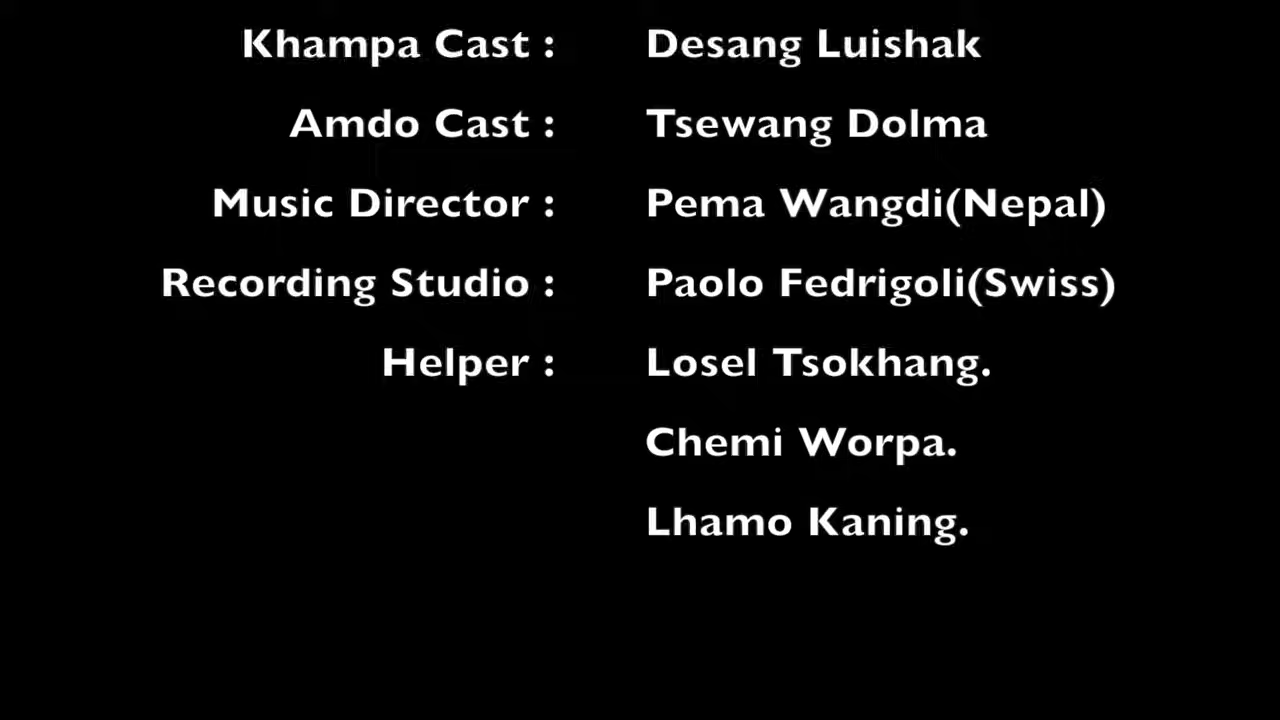 Khampa Cast : Desang Luishak
Amdo Cast : Tsewang Dolma
Music Director : Pema Wangdi(Nepal)
Recording Studio : Paolo Fedrigoli(Swiss)
Helper : Losel Tsokhang.
Chemi Worpa.
Lhamo Kaning.